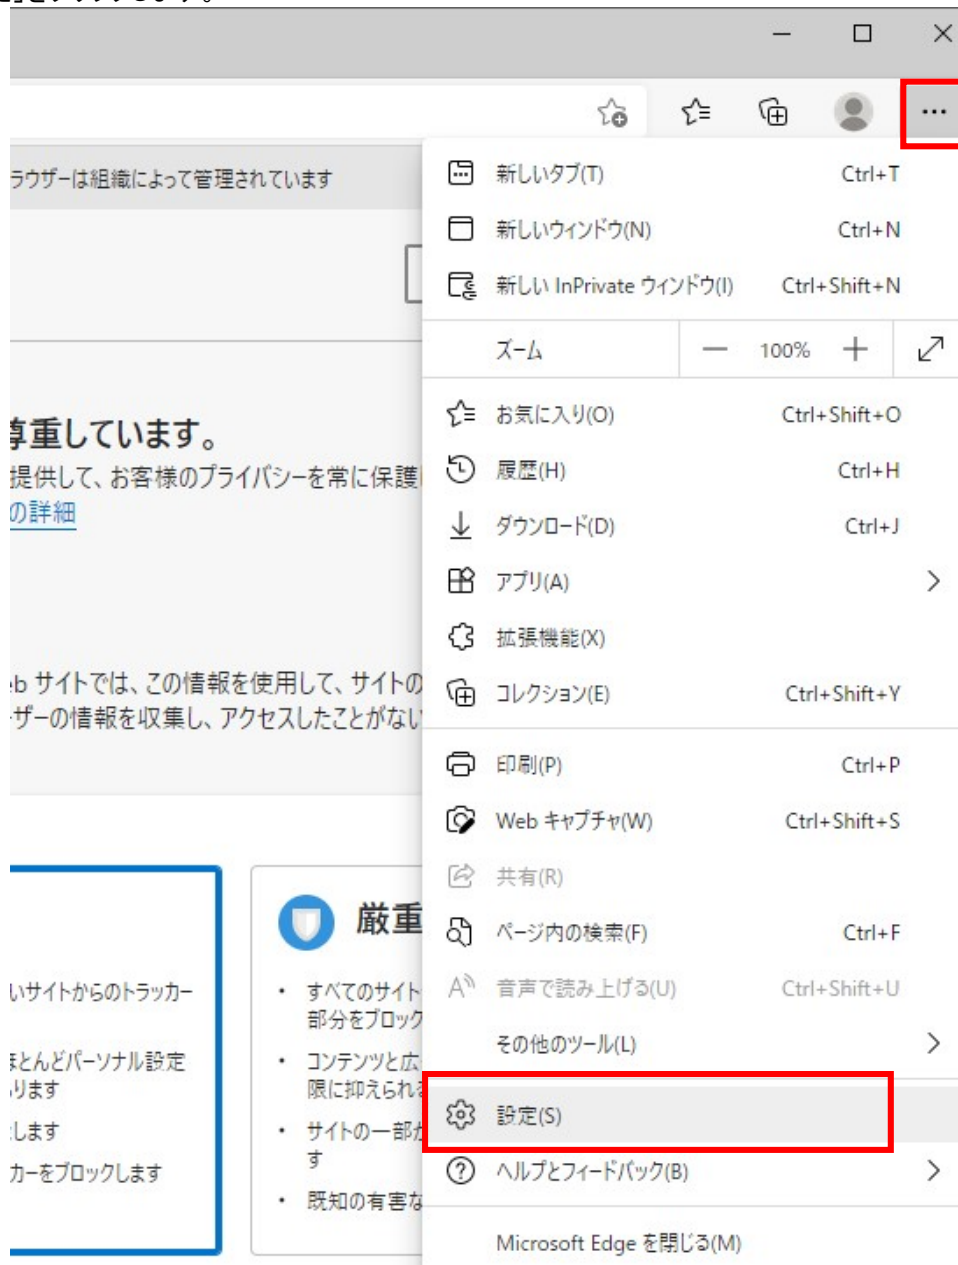 ラウザーは組織によって管理されています
新しいタブ(T) Ctrl+T
新しいウィンドウ(N) Ctrl+N
新しい InPrivate ウィンドウ(I) Ctrl+Shift+N
ズーム 100%
お気に入り(O) Ctrl+Shift+O
履歴(H) Ctrl+H
ダウンロード(D) Ctrl+J
アプリ(A)
拡張機能(X)
コレクション(E) Ctrl+Shift+Y
印刷(P) Ctrl+P
Web キャプチャ(W) Ctrl+Shift+S
共有(R)
ページ内の検索(F) Ctrl+F
音声で読み上げる(U) Ctrl+Shift+U
その他のツール(L)
設定(S)
ヘルプとフィードバック(B)
Microsoft Edge を閉じる(M)
尊重しています。
提供して、お客様のプライバシーを常に保護
の詳細
eb サイトでは、この情報を使用して、サイトの
ーザーの情報を収集し、アクセスしたことがない
いサイトからのトラッカー
ほとんどパーソナル設定
ります
します
カーをブロックします
厳重
• すべてのサイト
部分をブロック
• コンテンツと広
限に抑えられる
• サイトの一部が
す
• 既知の有害な